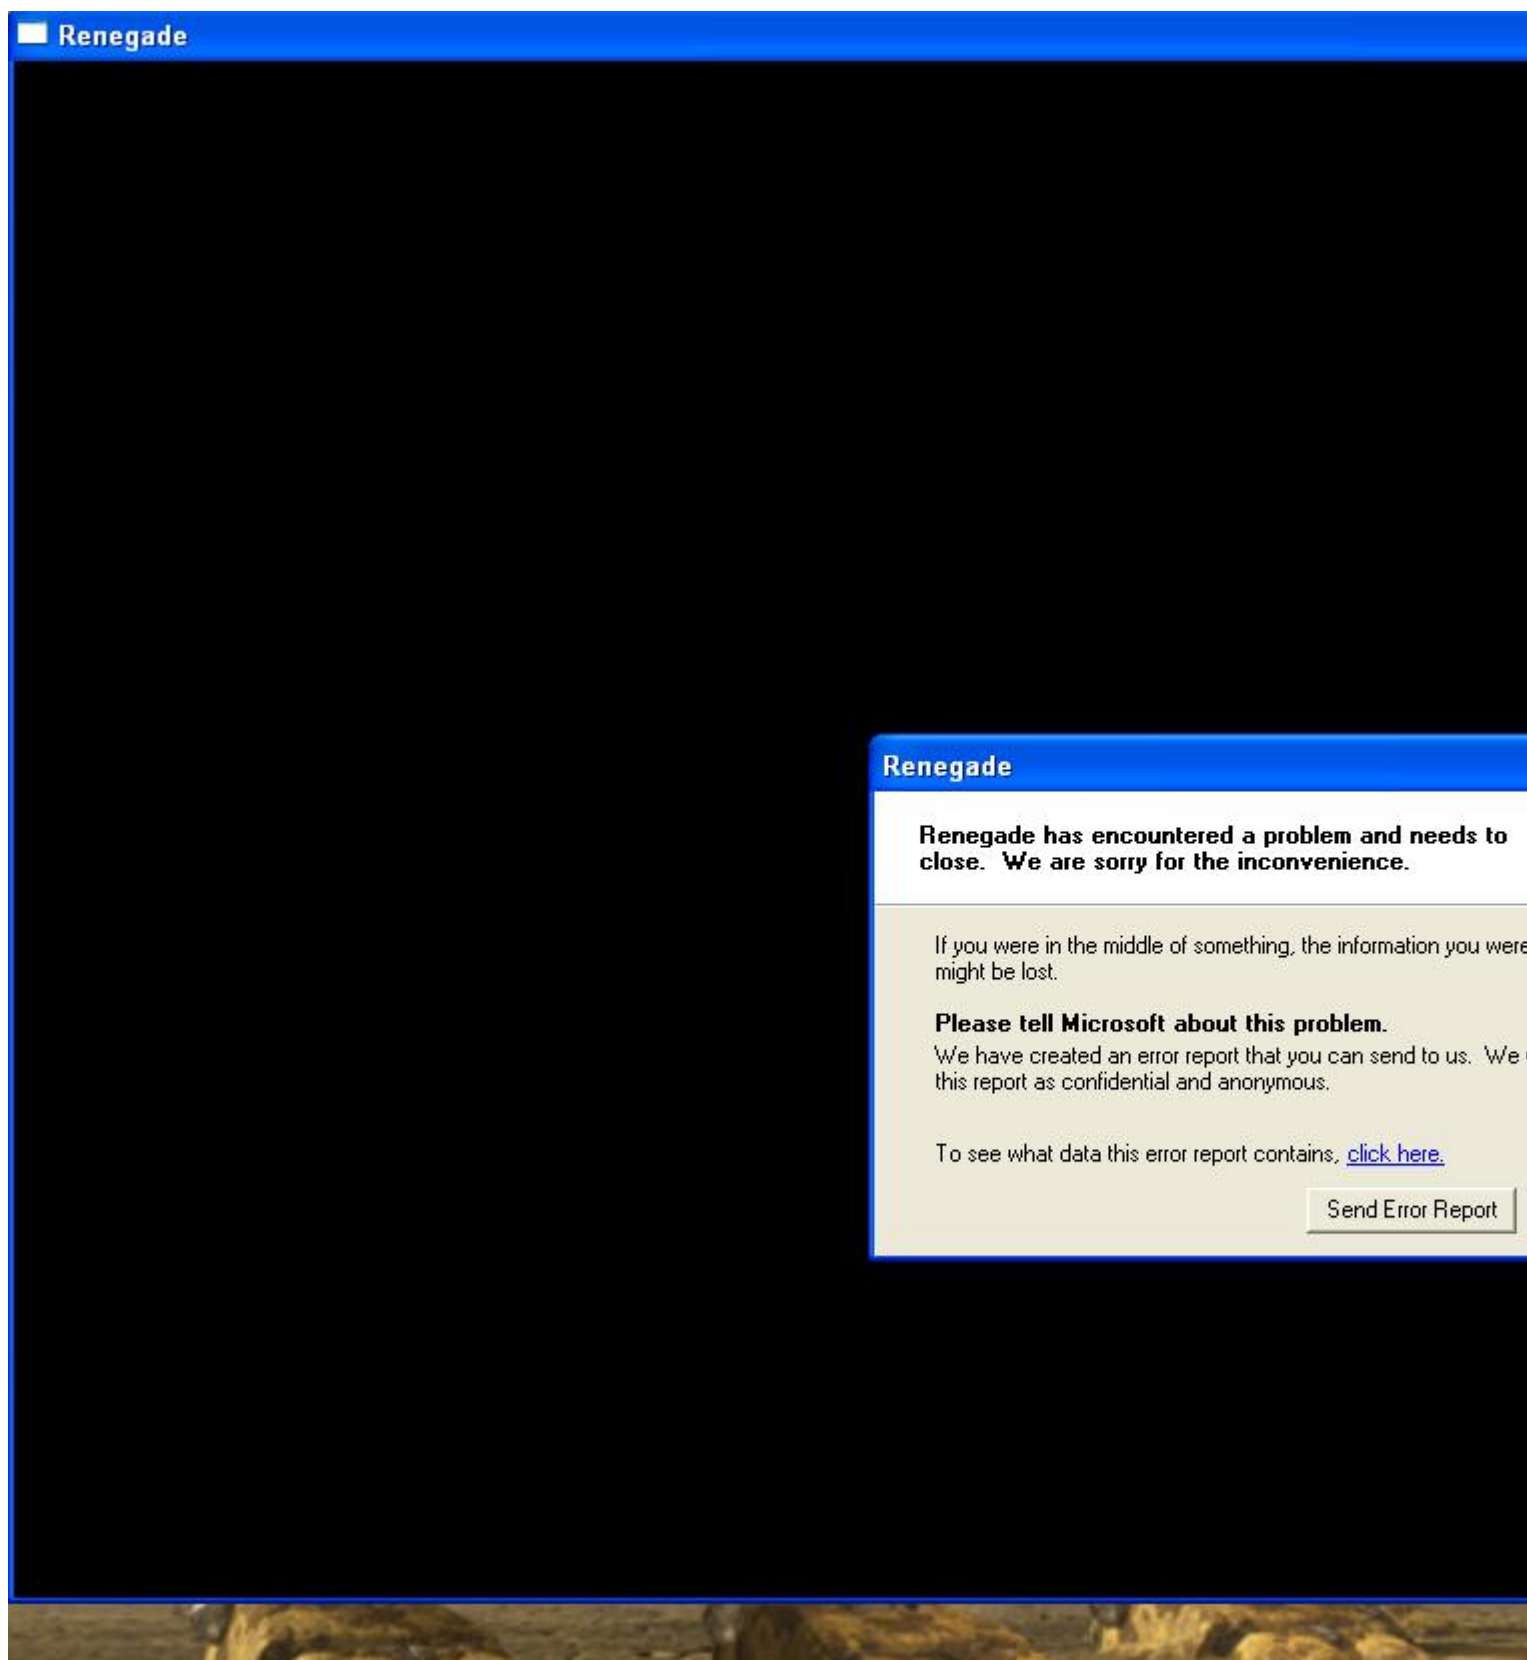 Renegade
Renegade
Renegade has encountered a problem and needs to
close.  We are sorry for the inconvenience.
If you were in the middle of something, the information you were
might be lost.
Please tell Microsoft about this problem.
We have created an error report that you can send to us.  We
this report as confidential and anonymous.
To see what data this error report contains, click here.
Send Error Report